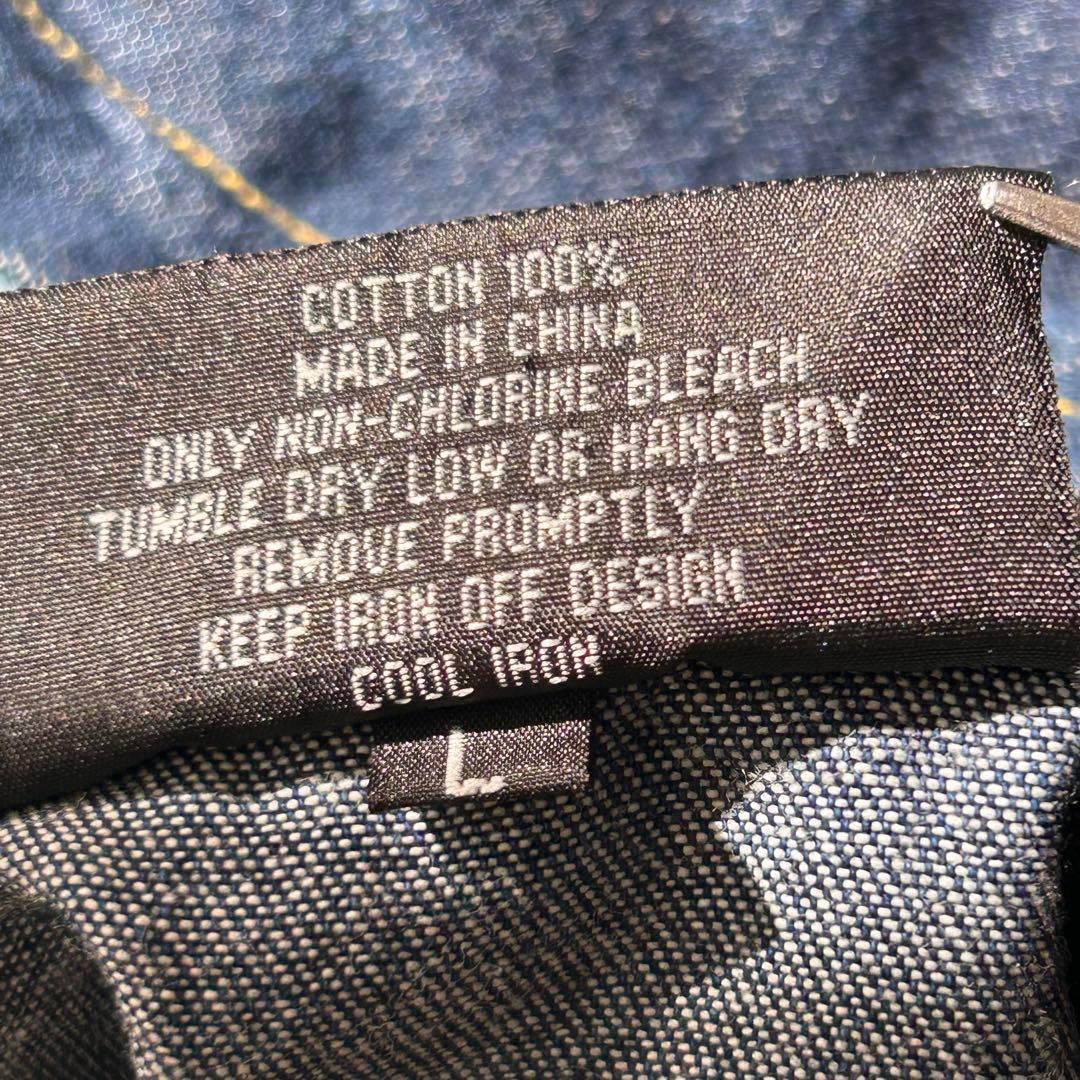 COTTON 100%
MADE IN CHINA
ONLY NON-CHLORINE BLEACH
TUMBLE DRY LOW OR HANG DRY
REMOVE PROMPTLY
KEEP IRON OFF DESIGN
COOL IRON
L